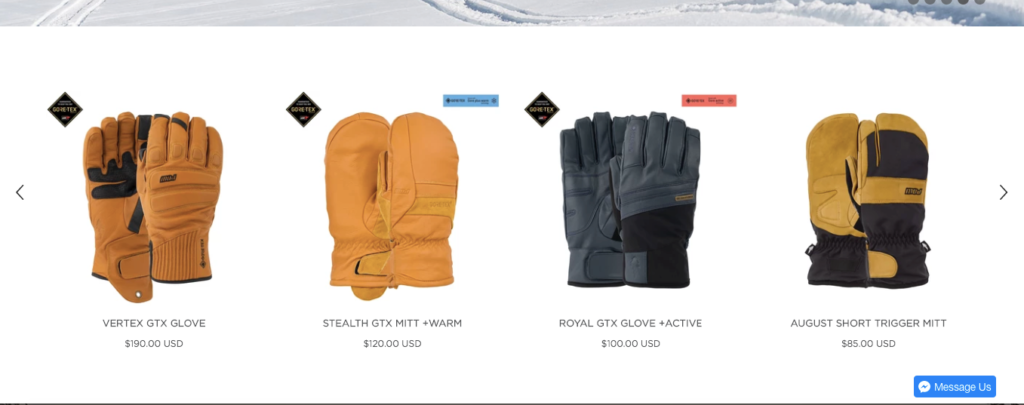 GORE-TEX
GORE-TEX
GORE-TEX
VERTEX GTX GLOVE
STEALTH GTX MITT +WARM
ROYAL GTX GLOVE +ACTIVE
AUGUST SHORT TRIGGER MITT
$190.00 USD
$120.00 USD
$100.00 USD
$85.00 USD
Message Us